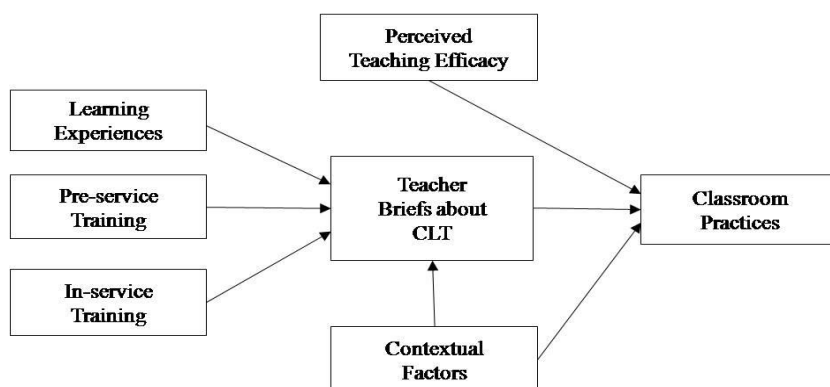 Perceived
Teaching Efficacy
Learning
Experiences
Pre-service
Training
In-service
Training
Teacher
Briefs about
CLT
Contextual
Factors
Classroom
Practices